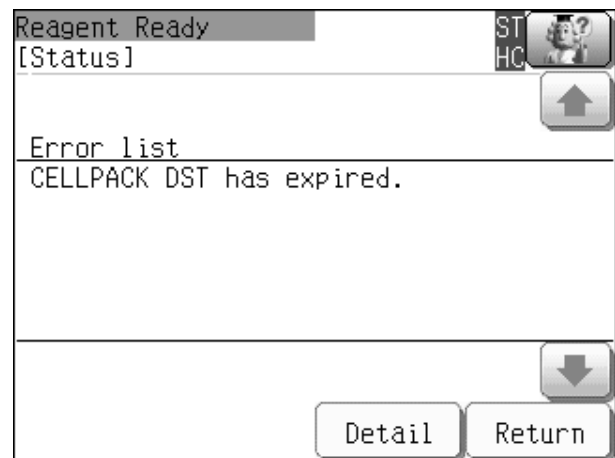 Reagent Ready
ST
[Status]
HC
?
Error list
CELLPACK DST has expired.
Detail
Return